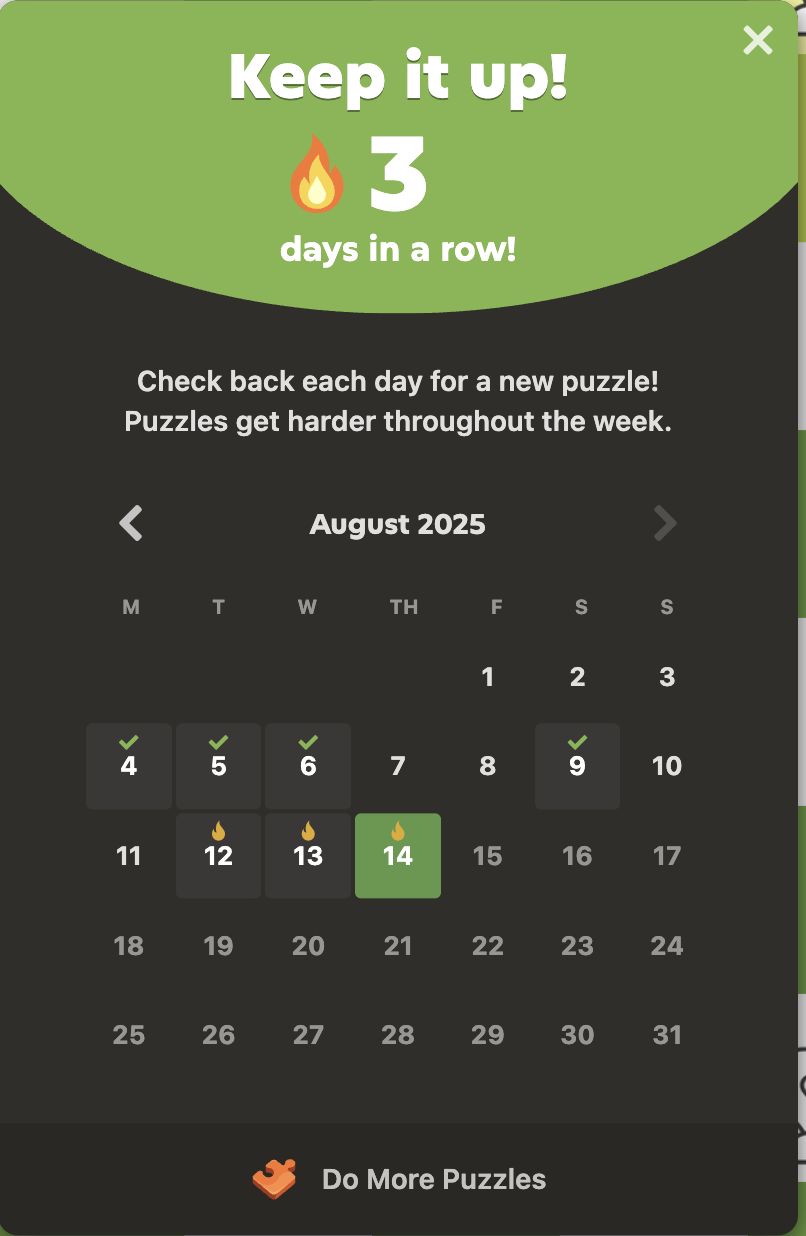 Keep it up!
3
days in a row!
Check back each day for a new puzzle!
Puzzles get harder throughout the week.
August 2025
M T W TH F S S
1 2 3
4 5 6 7 8 9 10
11 12 13 14 15 16 17
18 19 20 21 22 23 24
25 26 27 28 29 30 31
Do More Puzzles